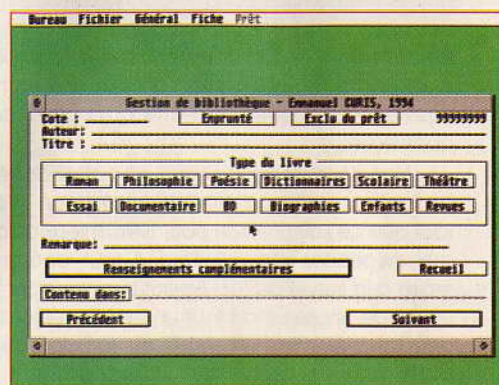 Bureau Fichier Général Fiche Prêt
Gestion de bibliothèque - Emmanuel CURIS, 1994
Cote : Emprunté Exclu du prêt 99999999
Auteur:
Titre :
Type du livre
Roman Philosophie Poésie Dictionnaires Scolaire Théâtre
Essai Documentaire BD Biographies Enfants Revues
Remarque:
Renseignements complémentaires Recueil
Contenu dans:
Précédent Suivant